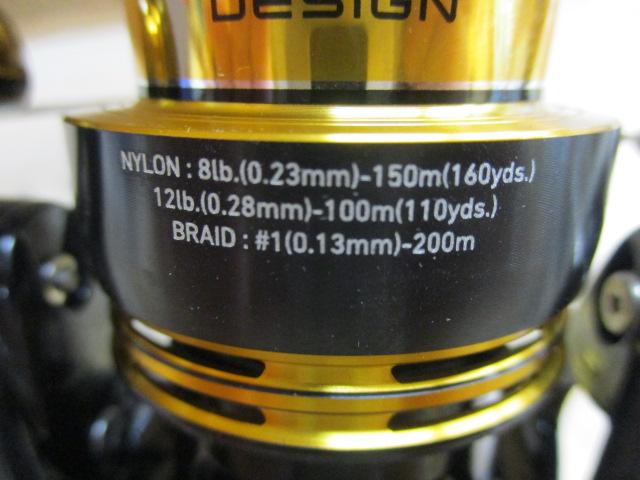 DESIGN
NYLON : 8lb.(0.23mm)-150m(160yds.)
12lb.(0.28mm)-100m(110yds.)
BRAID : #1(0.13mm)-200m